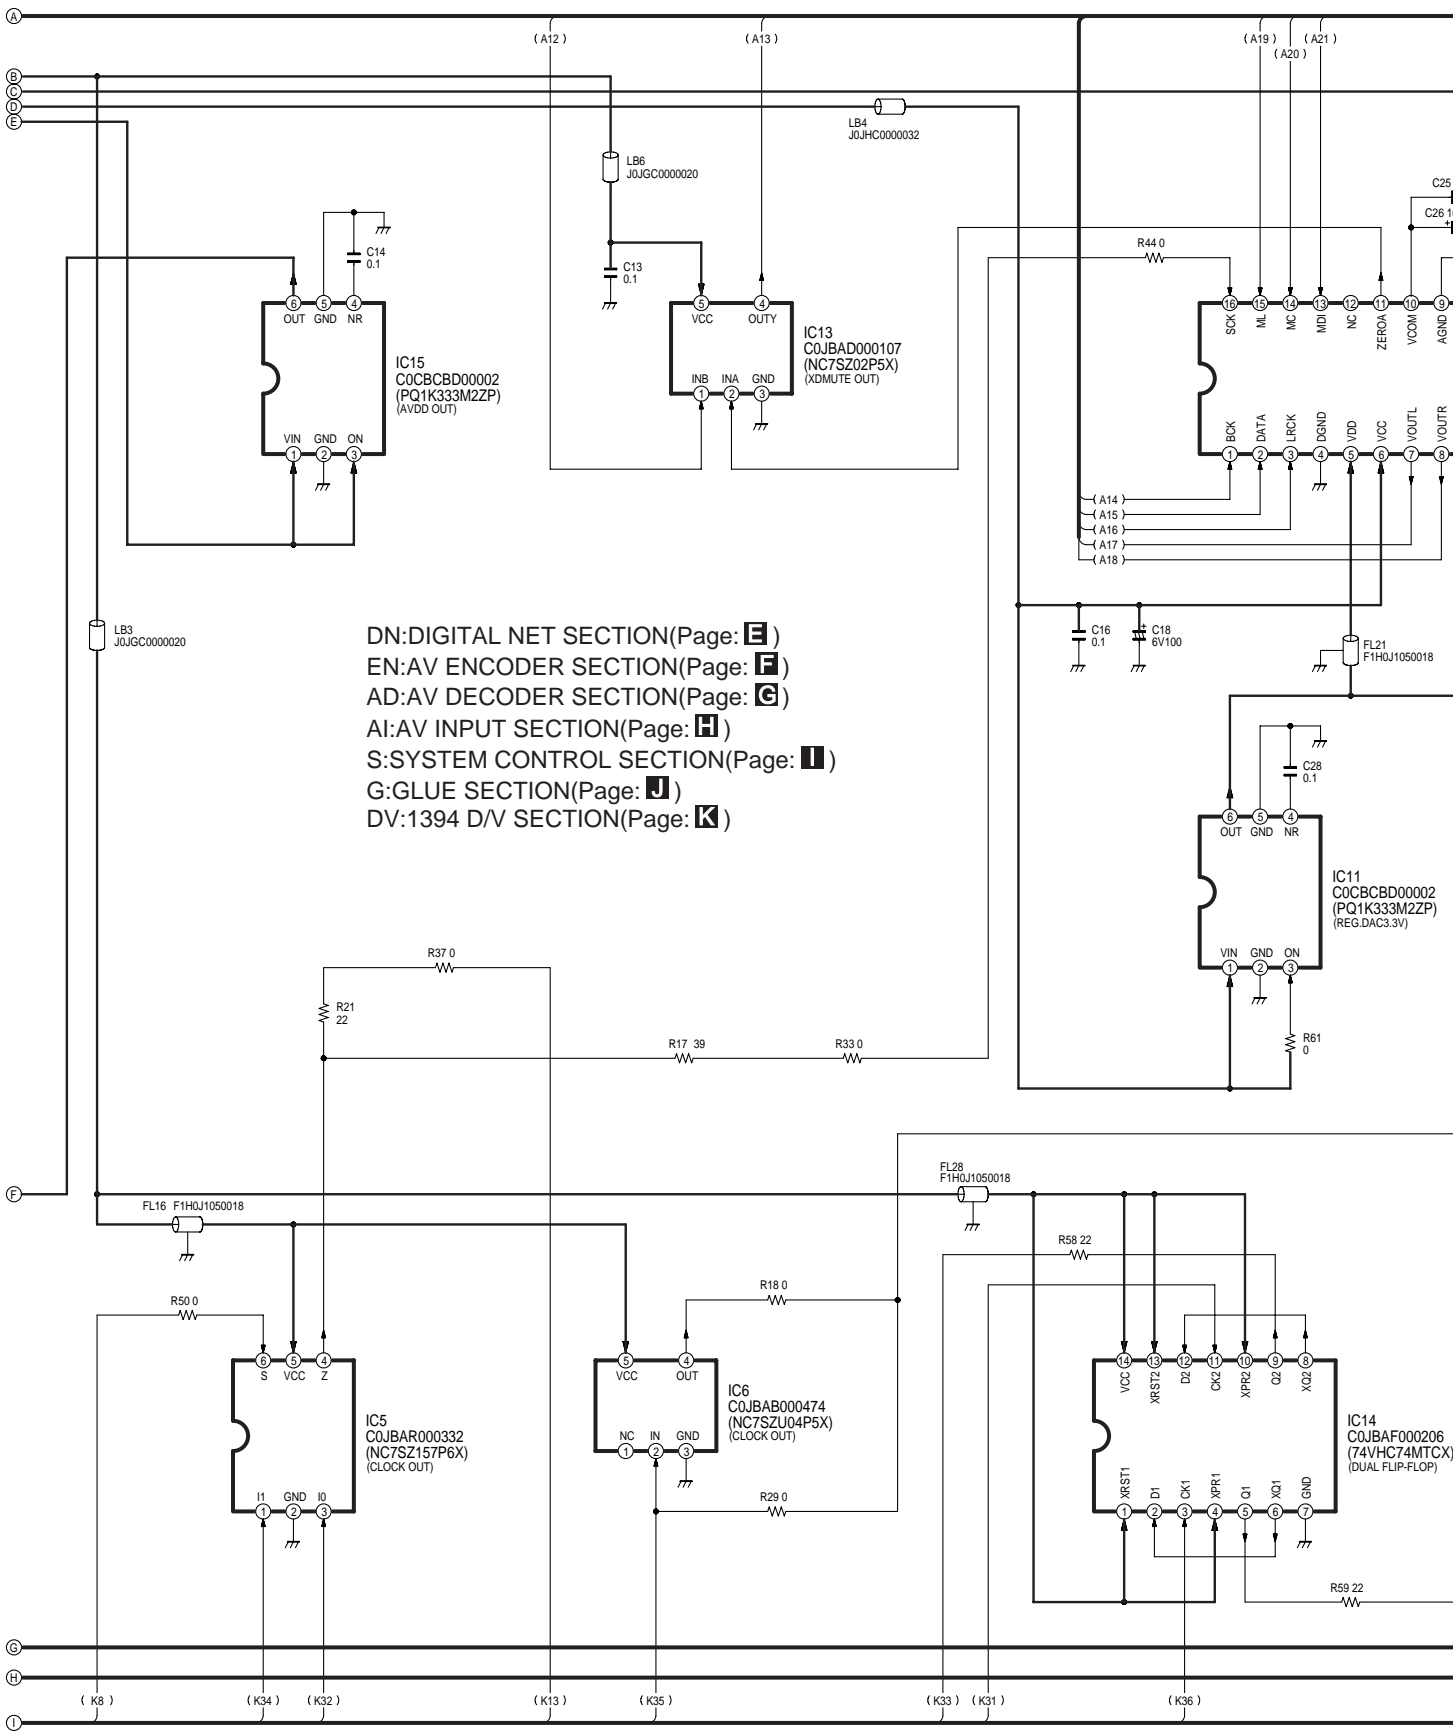 A
( A12 )
( A13 )
( A19 )
( A21 )
( A20 )
B
C
D
E
LB4
J0JHC0000032
LB6
J0JGC0000020
C25
C26 1
+
C14
0.1
C13
0.1
R44 0
6 5 4
OUT GND NR
IC15
C0CBCBD00002
(PQ1K333M2ZP)
(AVDD OUT)
VIN GND ON
1 2 3
5 4
VCC OUTY
IC13
C0JBAD000107
(NC7SZ02P5X)
(XDMUTE OUT)
INB INA GND
1 2 3
16 15 14 13 12 11 10 9
SCK ML MC MDI NC ZEROA VCOM AGND
BCK DATA LRCK DGND VDD VCC VOUTL VOUTR
1 2 3 4 5 6 7 8
( A14 )
( A15 )
( A16 )
( A17 )
( A18 )
LB3
J0JGC0000020
DN:DIGITAL NET SECTION(Page: E )
EN:AV ENCODER SECTION(Page: F )
AD:AV DECODER SECTION(Page: G )
AI:AV INPUT SECTION(Page: H )
S:SYSTEM CONTROL SECTION(Page: I )
G:GLUE SECTION(Page: J )
DV:1394 D/V SECTION(Page: K )
C16
0.1
+
C18
6V100
FL21
F1H0J1050018
C28
0.1
6 5 4
OUT GND NR
IC11
C0CBCBD00002
(PQ1K333M2ZP)
(REG.DAC3.3V)
VIN GND ON
1 2 3
R37 0
R21
22
R17 39
R33 0
R61
0
F
FL28
F1H0J1050018
FL16 F1H0J1050018
R58 22
R50 0
R18 0
6 5 4
S VCC Z
IC5
C0JBAR000332
(NC7SZ157P6X)
(CLOCK OUT)
I1 GND I0
1 2 3
5 4
VCC OUT
IC6
C0JBAB000474
(NC7SZU04P5X)
(CLOCK OUT)
NC IN GND
1 2 3
R29 0
14 13 12 11 10 9 8
VCC XRST2 D2 CK2 XPR2 Q2 XQ2
IC14
C0JBAF000206
(74VHC74MTCX)
(DUAL FLIP-FLOP)
XRST1 D1 CK1 XPR1 Q1 XQ1 GND
1 2 3 4 5 6 7
R59 22
G
H
( K8 )
( K34 )
( K32 )
( K13 )
( K35 )
( K33 )
( K31 )
( K36 )
I